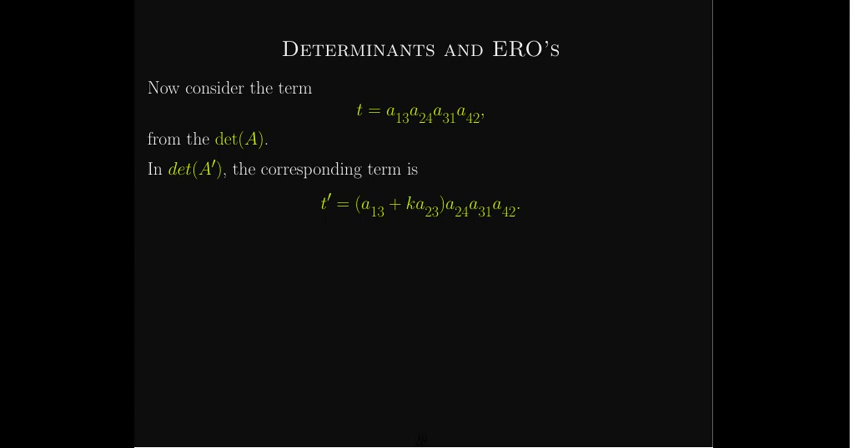 Determinants and ERO's
Now consider the term
t = a₁₃a₂₄a₃₁a₄₂,
from the det(A).
In det(A′), the corresponding term is
t′ = (a₁₃ + ka₂₃)a₂₄a₃₁a₄₂.